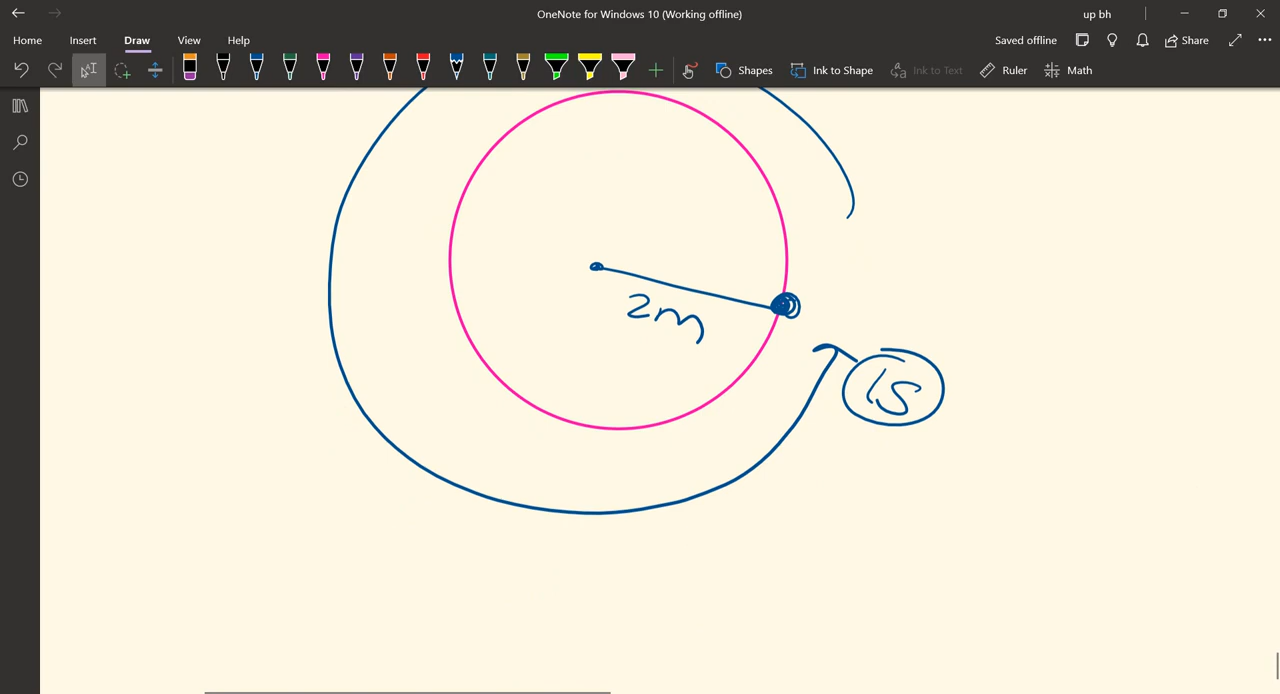 OneNote for Windows 10 (Working offline)
up bh
Home Insert Draw View Help
Saved offline
Share
Shapes
Ink to Shape
Ink to Text
Ruler
Math
2m
1S